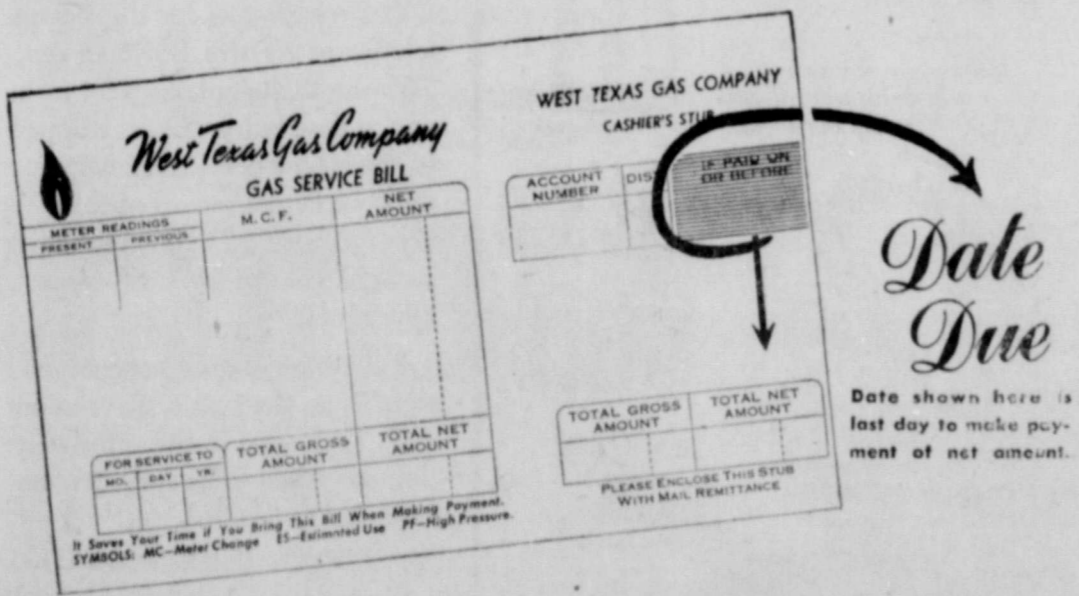 West Texas Gas Company
GAS SERVICE BILL
METER READINGS
PRESENT PREVIOUS
M. C. F.
NET
AMOUNT
FOR SERVICE TO
MO. DAY YR.
TOTAL GROSS
AMOUNT
TOTAL NET
AMOUNT
It Saves Your Time if You Bring This Bill When Making Payment.
SYMBOLS: MC—Meter Change ES—Estimated Use PF—High Pressure.
WEST TEXAS GAS COMPANY
CASHIER'S STUB
ACCOUNT
NUMBER
DIST
IF PAID ON
OR BEFORE
TOTAL GROSS
AMOUNT
TOTAL NET
AMOUNT
PLEASE ENCLOSE THIS STUB
WITH MAIL REMITTANCE
Date
Due
Date shown here is
last day to make pay-
ment of net amount.